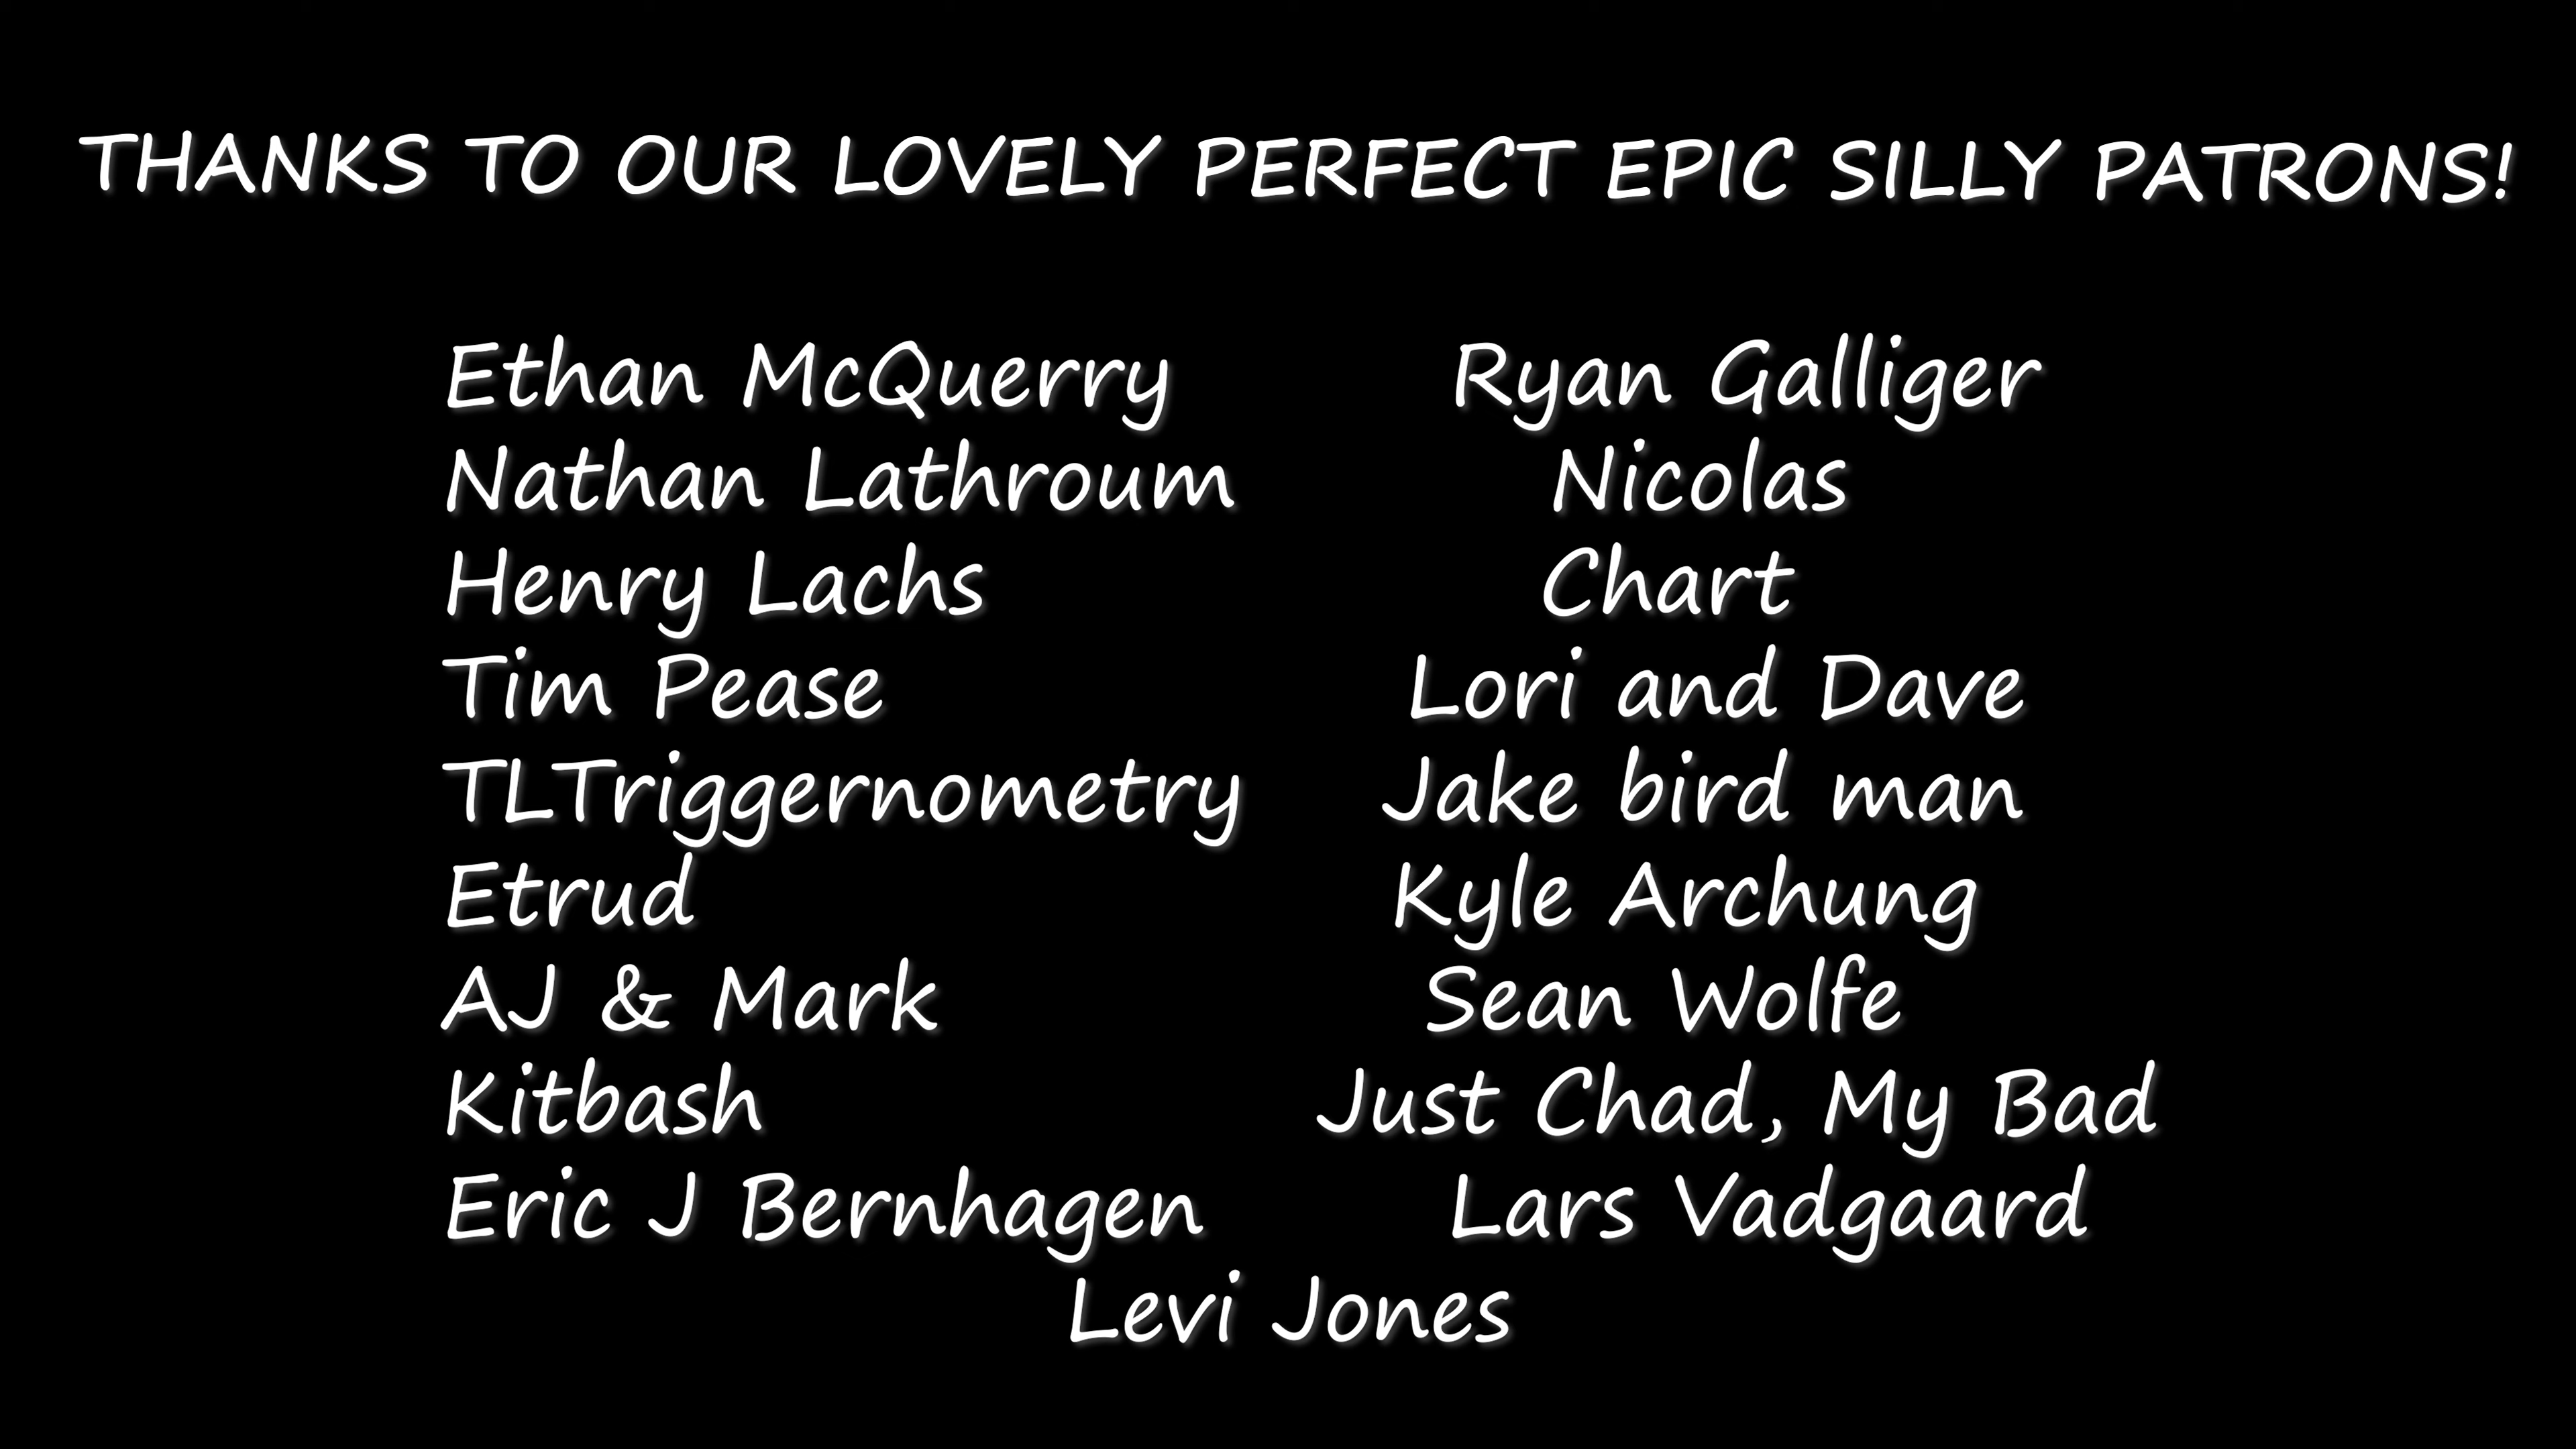 THANKS TO OUR LOVELY PERFECT EPIC SILLY PATRONS!
Ethan McQuerry Ryan Galliger
Nathan Lathroum Nicolas
Henry Lachs Chart
Tim Pease Lori and Dave
TLTriggernometry Jake bird man
Etrud Kyle Archung
AJ & Mark Sean Wolfe
Kitbash Just Chad, My Bad
Eric J Bernhagen Lars Vadgaard
Levi Jones